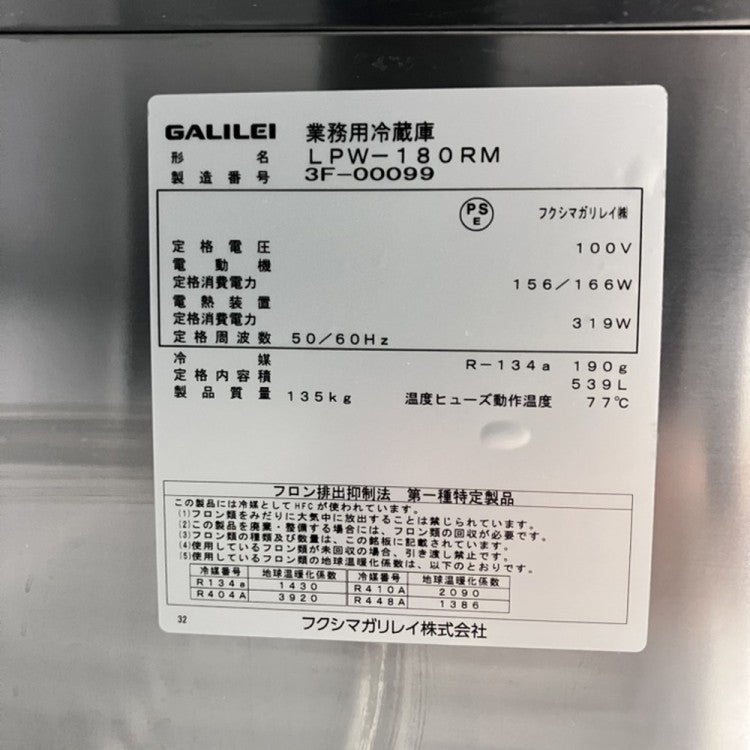 GALILEI 業務用冷蔵庫
形名 LPW-180RM
製造番号 3F-00099
PS E フクシマガリレイ㈱
定格電圧 100V
電動機
定格消費電力 156/166W
電熱装置
定格消費電力 319W
定格周波数 50/60Hz
冷媒 R-134a 190g
定格内容積 539L
製品質量 135kg 温度ヒューズ動作温度 77℃
フロン排出抑制法 第一種特定製品
この製品には冷媒としてHFCが使われています。
(1)フロン類をみだりに大気中に放出することは禁じられています。
(2)この製品を廃棄・整備する場合には、フロン類の回収が必要です。
(3)フロン類の種類及び数量は、この銘板に記載されています。
(4)使用しているフロン類が未回収の場合、引き渡し禁止です。
(5)使用しているフロン類の地球温暖化係数は、以下のとおりです。
冷媒番号 地球温暖化係数 冷媒番号 地球温暖化係数
R134a 1430 R410A 2090
R404A 3920 R448A 1386
32 フクシマガリレイ株式会社